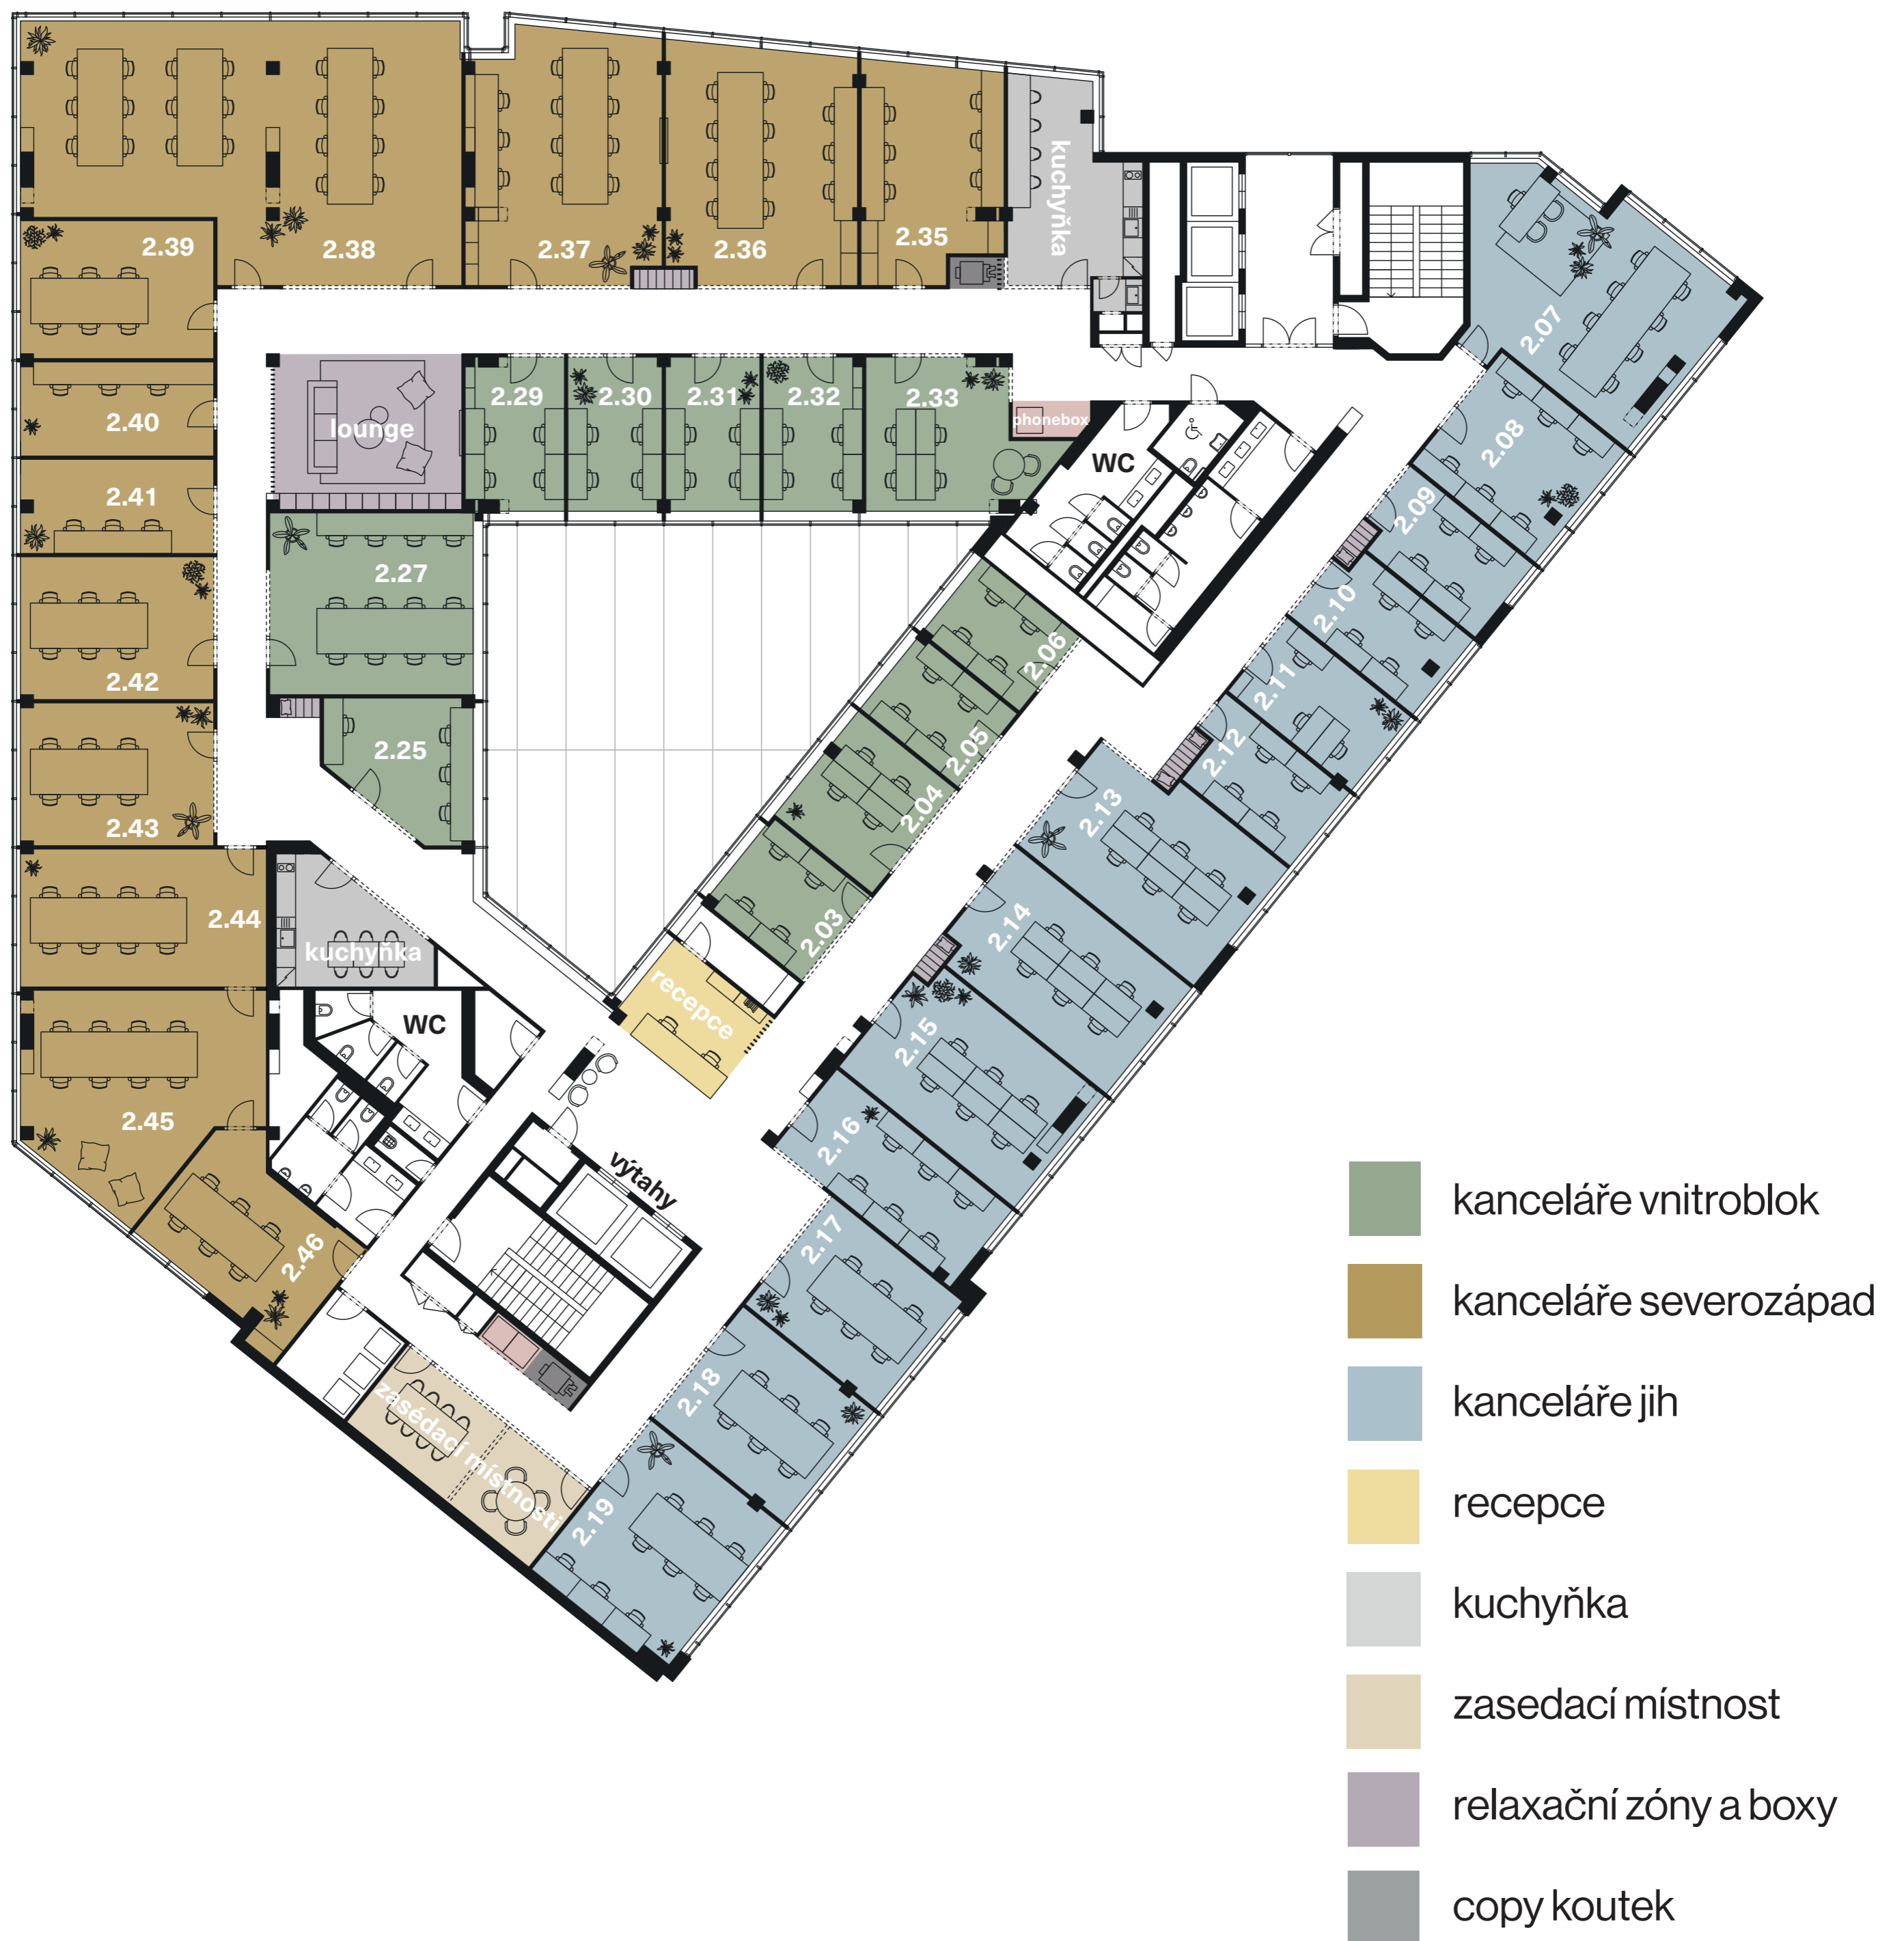 2.39
2.38
2.37
2.36
2.35
kuchyňka
2.40
2.41
lounge
2.29
2.30
2.31
2.32
2.33
phonebox
WC
2.07
2.08
2.09
2.10
2.11
2.12
2.27
2.42
2.06
2.05
2.04
2.03
2.25
2.43
2.13
2.14
2.44
kuchyňka
recepce
2.15
WC
2.45
2.16
výtahy
2.46
2.17
2.18
zasédací místnosti
2.19
kanceláře vnitroblok
kanceláře severozápad
kanceláře jih
recepce
kuchyňka
zasedací místnost
relaxační zóny a boxy
copy koutek